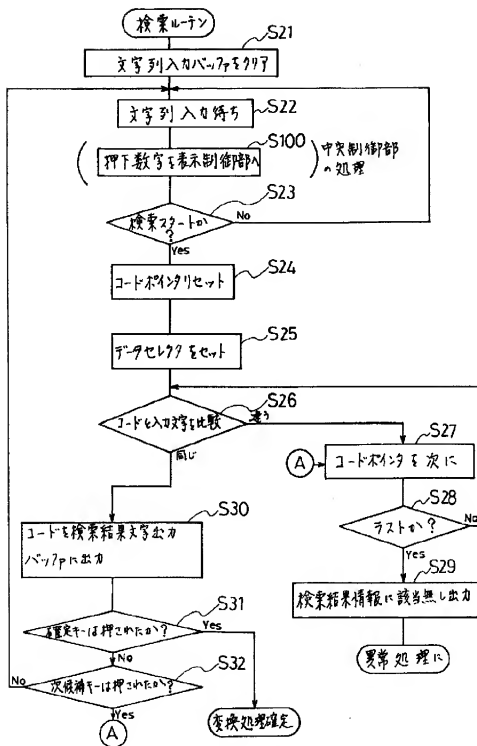 検索ルーチン
S21
文字列入力バッファをクリア
S22
文字列入力待ち
S100
押下数字を表示制御部へ
中央制御部
の処理
S23
検索スタートか
?
No
Yes
S24
コードポインタリセット
S25
データセレクタをセット
S26
コードと入力文字を比較
違う
同じ
S27
A
コードポインタを次に
S28
ラストか?
No
Yes
S29
検索結果情報に該当無し出力
異常処理に
S30
コードを検索結果文字出力
バッファに出力
S31
確定キーは押されたか?
Yes
No
S32
No
次候補キーは押されたか?
Yes
A
変換処理確定